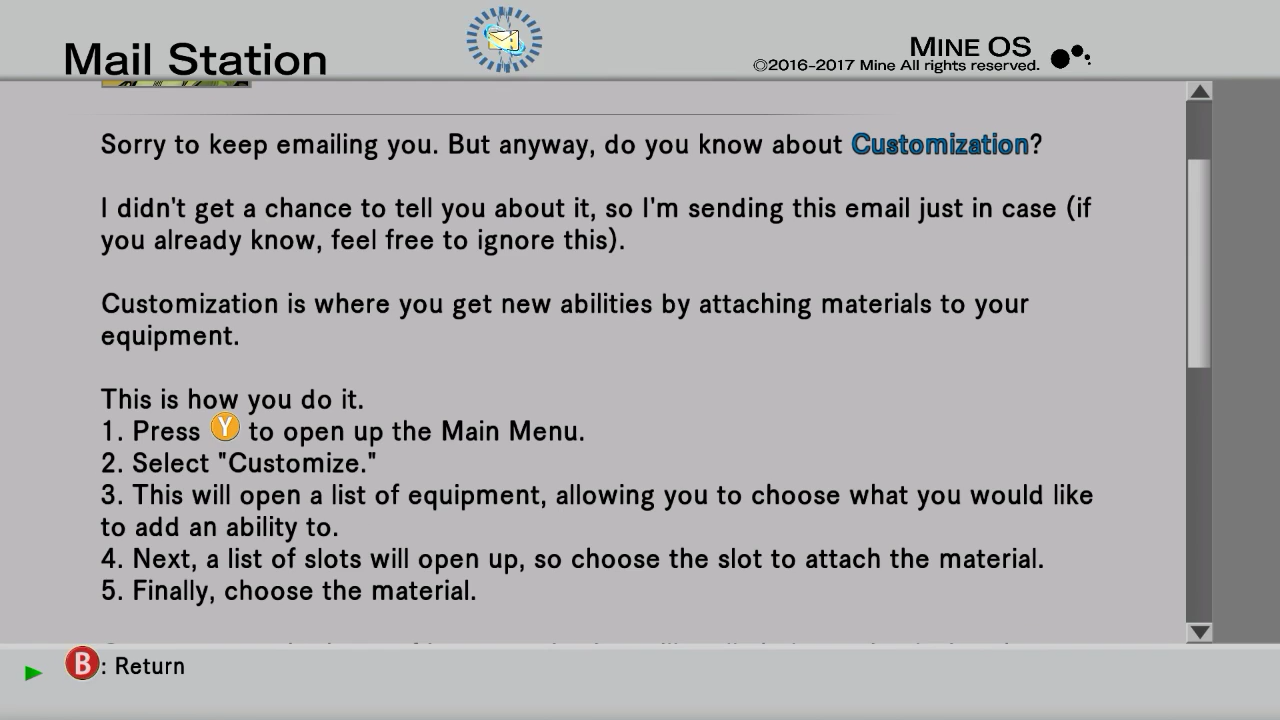 Mail Station
MINE OS
©2016-2017 Mine All rights reserved.
Sorry to keep emailing you. But anyway, do you know about Customization?
I didn't get a chance to tell you about it, so I'm sending this email just in case (if
you already know, feel free to ignore this).
Customization is where you get new abilities by attaching materials to your
equipment.
This is how you do it.
1. Press Y to open up the Main Menu.
2. Select "Customize."
3. This will open a list of equipment, allowing you to choose what you would like
to add an ability to.
4. Next, a list of slots will open up, so choose the slot to attach the material.
5. Finally, choose the material.
B: Return